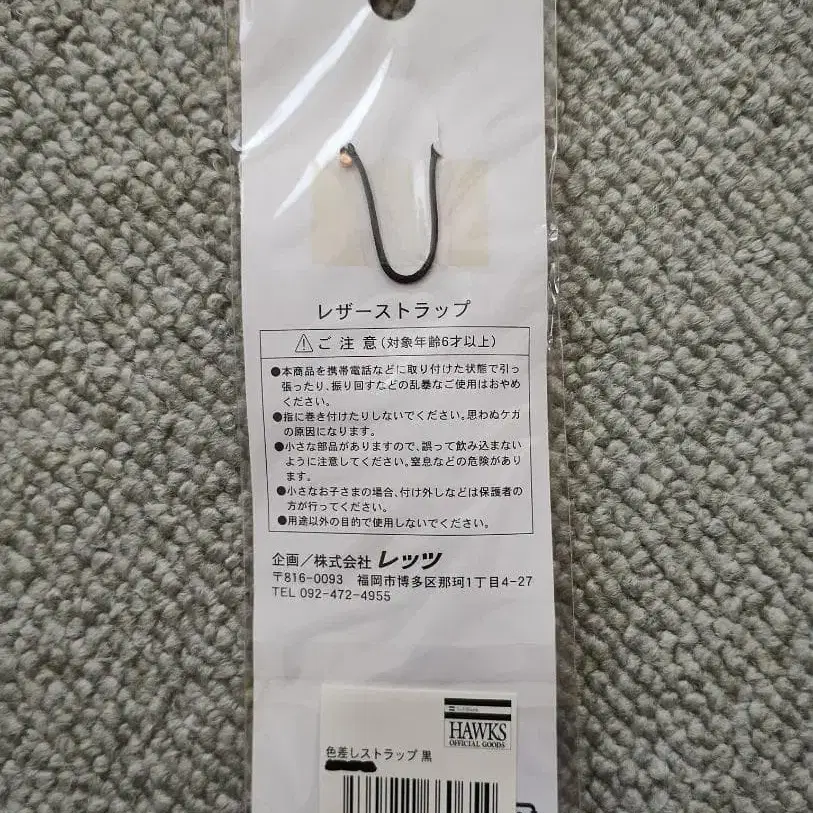 レザーストラップ
⚠ご注意(対象年齢6才以上)
●本商品を携帯電話などに取り付けた状態で引っ
張ったり、振り回すなどの乱暴なご使用はおやめ
ください。
●指に巻き付けたりしないでください。思わぬケガ
の原因になります。
●小さな部品がありますので、誤って飲み込まない
ように注意してください。窒息などの危険があり
ます。
●小さなお子さまの場合、付け外しなどは保護者の
方が行ってください。
●用途以外の目的で使用しないでください。
企画/株式会社 レッツ
〒816-0093 福岡市博多区那珂1丁目4-27
TEL 092-472-4955
SoftBank
HAWKS
OFFICIAL GOODS
色差しストラップ 黒